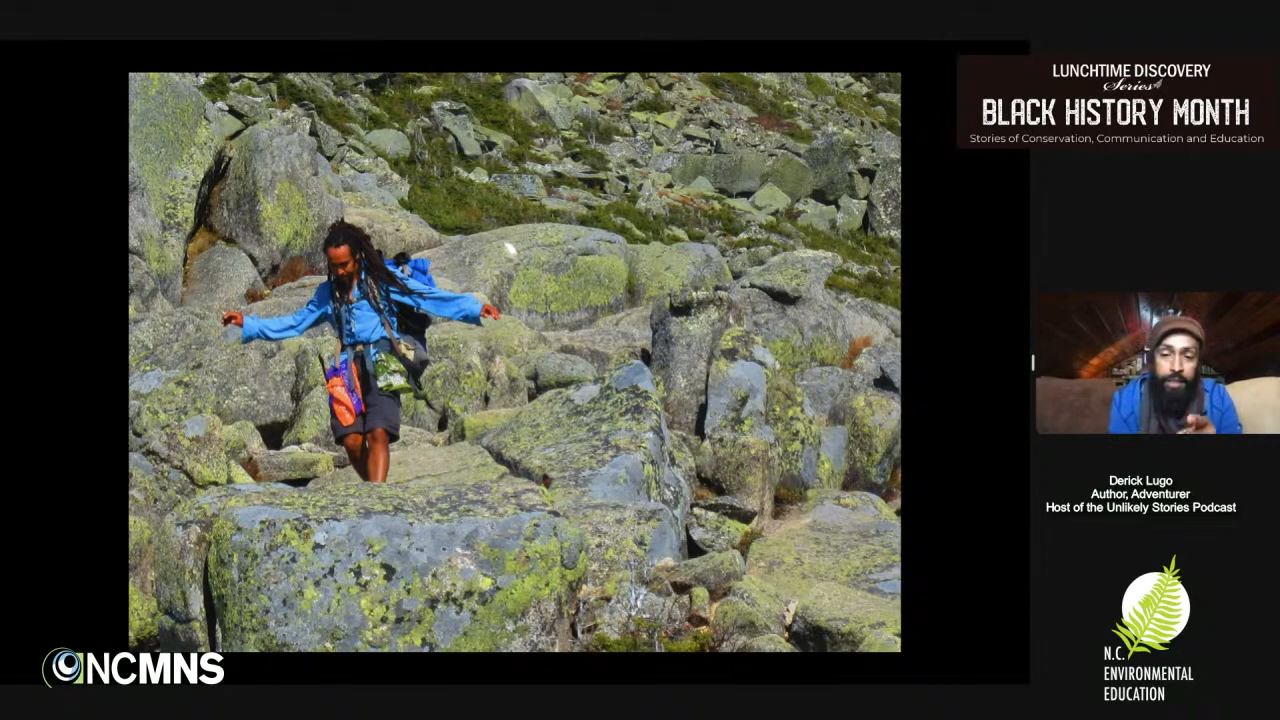 LUNCHTIME DISCOVERY
Series
BLACK HISTORY MONTH
Stories of Conservation, Communication and Education
Derick Lugo
Author, Adventurer
Host of the Unlikely Stories Podcast
NCMNS
N.C.
ENVIRONMENTAL
EDUCATION